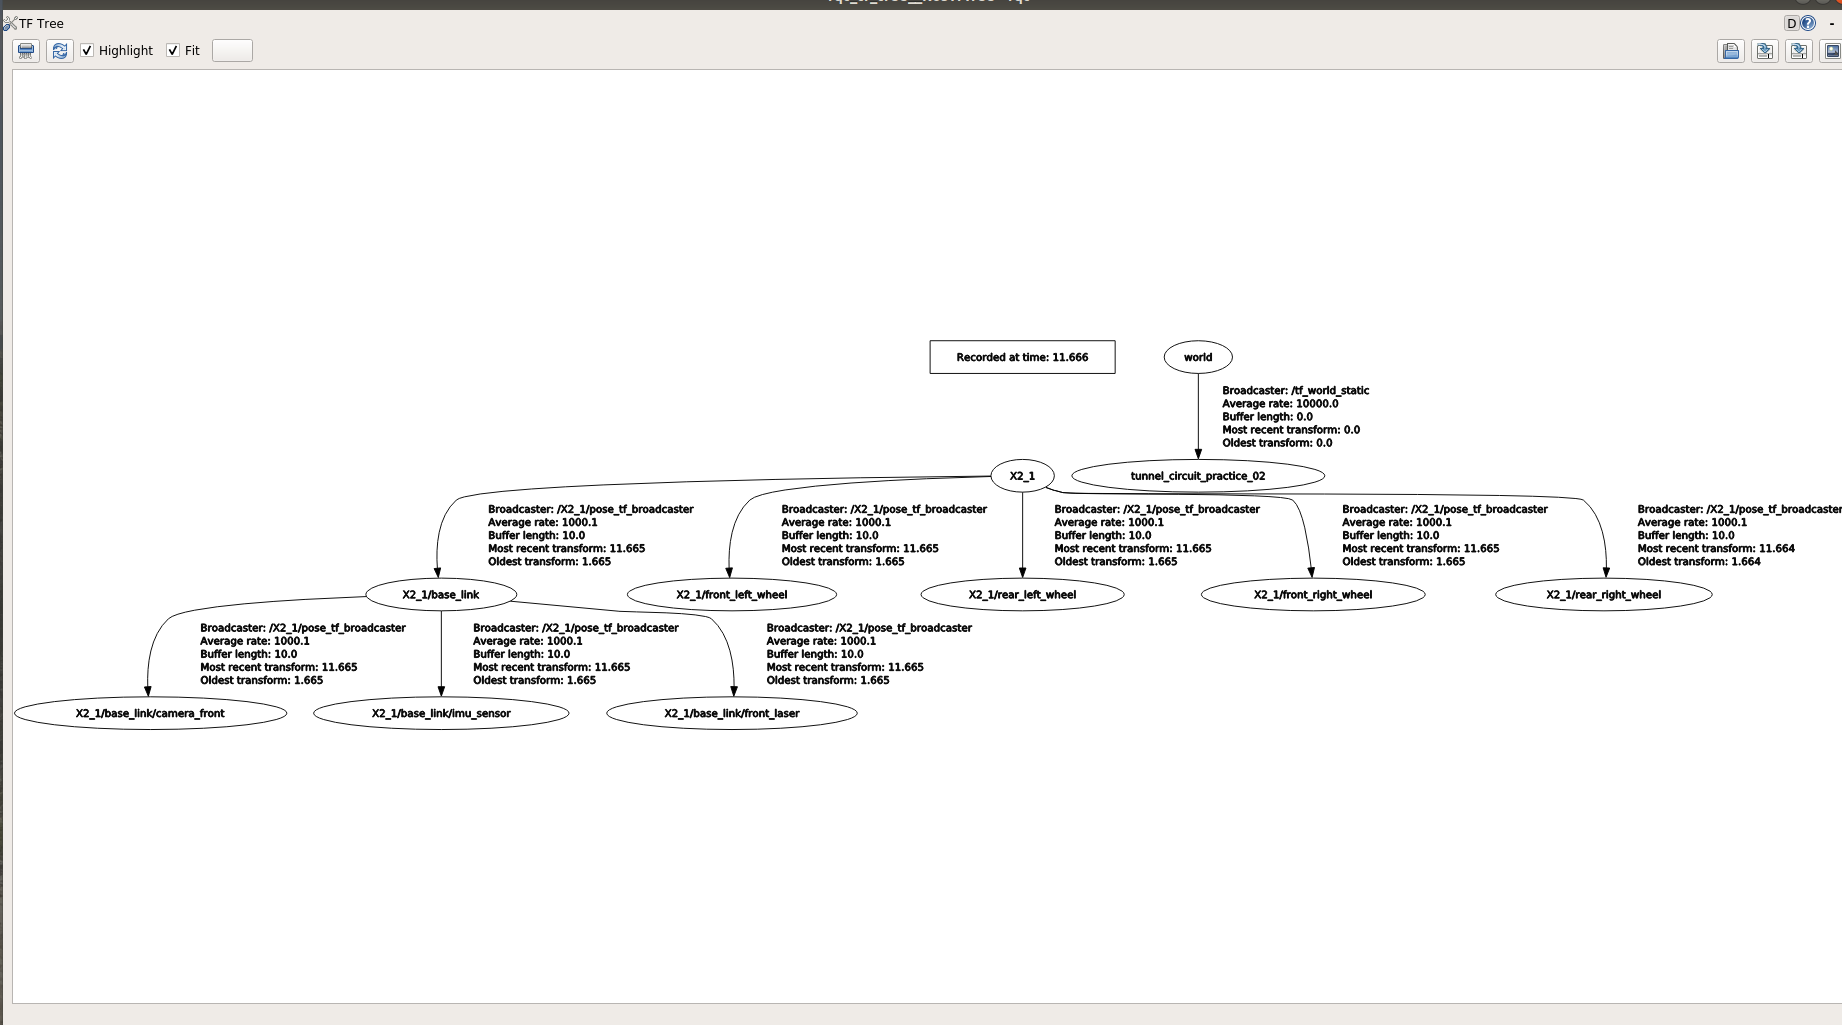 TF Tree
D
Highlight
Fit
Recorded at time: 11.666
world
Broadcaster: /tf_world_static
Average rate: 10000.0
Buffer length: 0.0
Most recent transform: 0.0
Oldest transform: 0.0
X2_1
tunnel_circuit_practice_02
Broadcaster: /X2_1/pose_tf_broadcaster
Average rate: 1000.1
Buffer length: 10.0
Most recent transform: 11.665
Oldest transform: 1.665
Broadcaster: /X2_1/pose_tf_broadcaster
Average rate: 1000.1
Buffer length: 10.0
Most recent transform: 11.665
Oldest transform: 1.665
Broadcaster: /X2_1/pose_tf_broadcaster
Average rate: 1000.1
Buffer length: 10.0
Most recent transform: 11.665
Oldest transform: 1.665
Broadcaster: /X2_1/pose_tf_broadcaster
Average rate: 1000.1
Buffer length: 10.0
Most recent transform: 11.665
Oldest transform: 1.665
Broadcaster: /X2_1/pose_tf_broadcaster
Average rate: 1000.1
Buffer length: 10.0
Most recent transform: 11.664
Oldest transform: 1.664
X2_1/base_link
X2_1/front_left_wheel
X2_1/rear_left_wheel
X2_1/front_right_wheel
X2_1/rear_right_wheel
Broadcaster: /X2_1/pose_tf_broadcaster
Average rate: 1000.1
Buffer length: 10.0
Most recent transform: 11.665
Oldest transform: 1.665
Broadcaster: /X2_1/pose_tf_broadcaster
Average rate: 1000.1
Buffer length: 10.0
Most recent transform: 11.665
Oldest transform: 1.665
Broadcaster: /X2_1/pose_tf_broadcaster
Average rate: 1000.1
Buffer length: 10.0
Most recent transform: 11.665
Oldest transform: 1.665
X2_1/base_link/camera_front
X2_1/base_link/imu_sensor
X2_1/base_link/front_laser